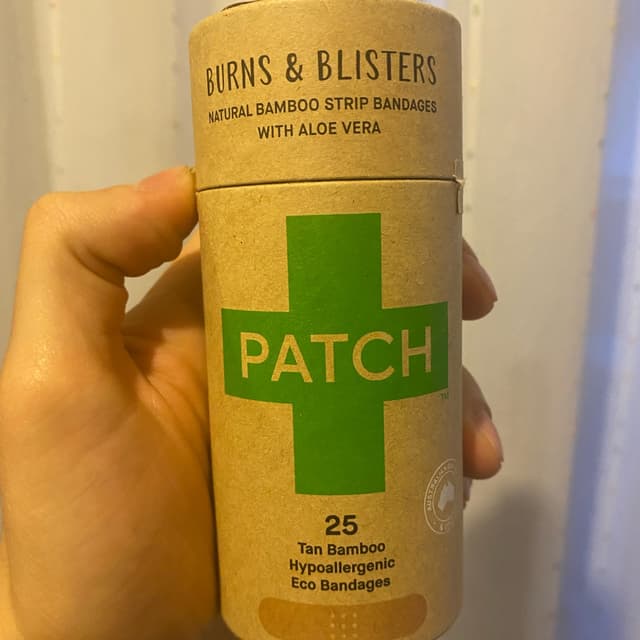 BURNS & BLISTERS
NATURAL BAMBOO STRIP BANDAGES
WITH ALOE VERA
PATCH
TM
25
Tan Bamboo
Hypoallergenic
Eco Bandages